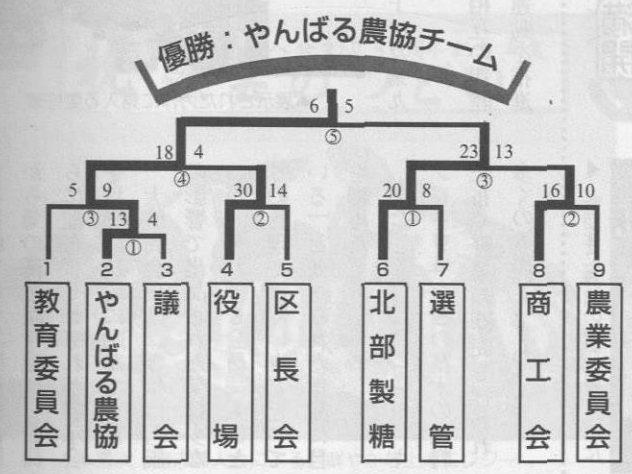 優勝：やんばる農協チーム
6 5
⑤
18 4
④
23 13
③
5 9
③
13 4
①
30 14
②
20 8
①
16 10
②
1 2 3 4 5 6 7 8 9
教育委員会
やんばる農協
議会
役場
区長会
北部製糖
選管
商工会
農業委員会